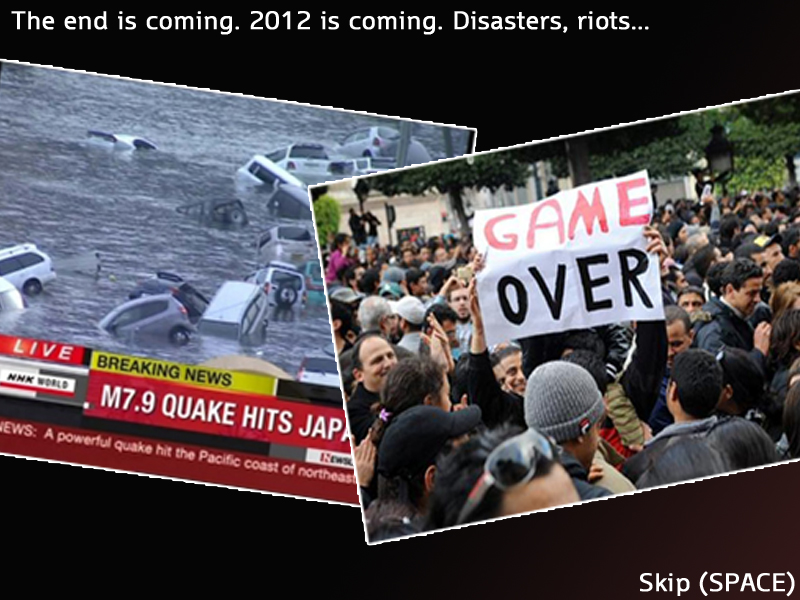 The end is coming. 2012 is coming. Disasters, riots...
GAME
OVER
LIVE
NHK WORLD
BREAKING NEWS
M7.9 QUAKE HITS JAPA
NEWS: A powerful quake hit the Pacific coast of northeast
Skip (SPACE)